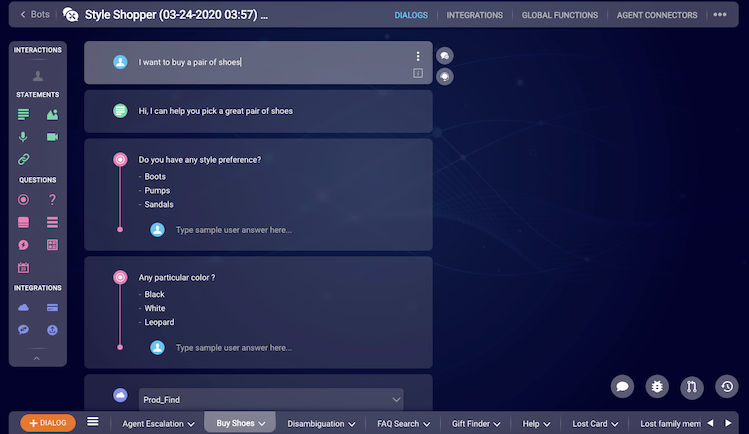 Bots
Style Shopper (03-24-2020 03:57) ...
DIALOGS
INTEGRATIONS
GLOBAL FUNCTIONS
AGENT CONNECTORS
INTERACTIONS
STATEMENTS
QUESTIONS
INTEGRATIONS
I want to buy a pair of shoes
Hi, I can help you pick a great pair of shoes
Do you have any style preference?
- Boots
- Pumps
- Sandals
Type sample user answer here...
Any particular color ?
- Black
- White
- Leopard
Type sample user answer here...
Prod_Find
+ DIALOG
Agent Escalation
Buy Shoes
Disambiguation
FAQ Search
Gift Finder
Help
Lost Card
Lost family mem